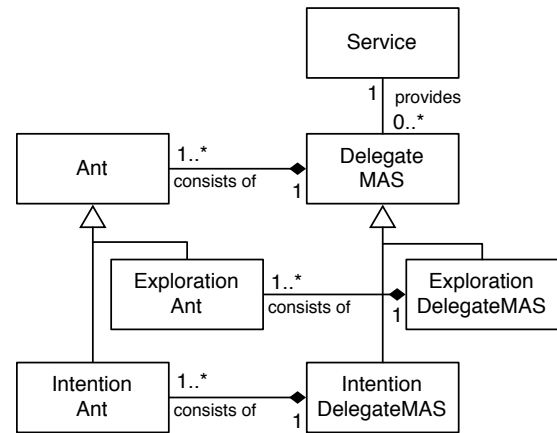 Service
1
provides
0..*
Ant
1..*
consists of
1
Delegate
MAS
Exploration
Ant
1..*
consists of
1
Exploration
DelegateMAS
Intention
Ant
1..*
consists of
1
Intention
DelegateMAS